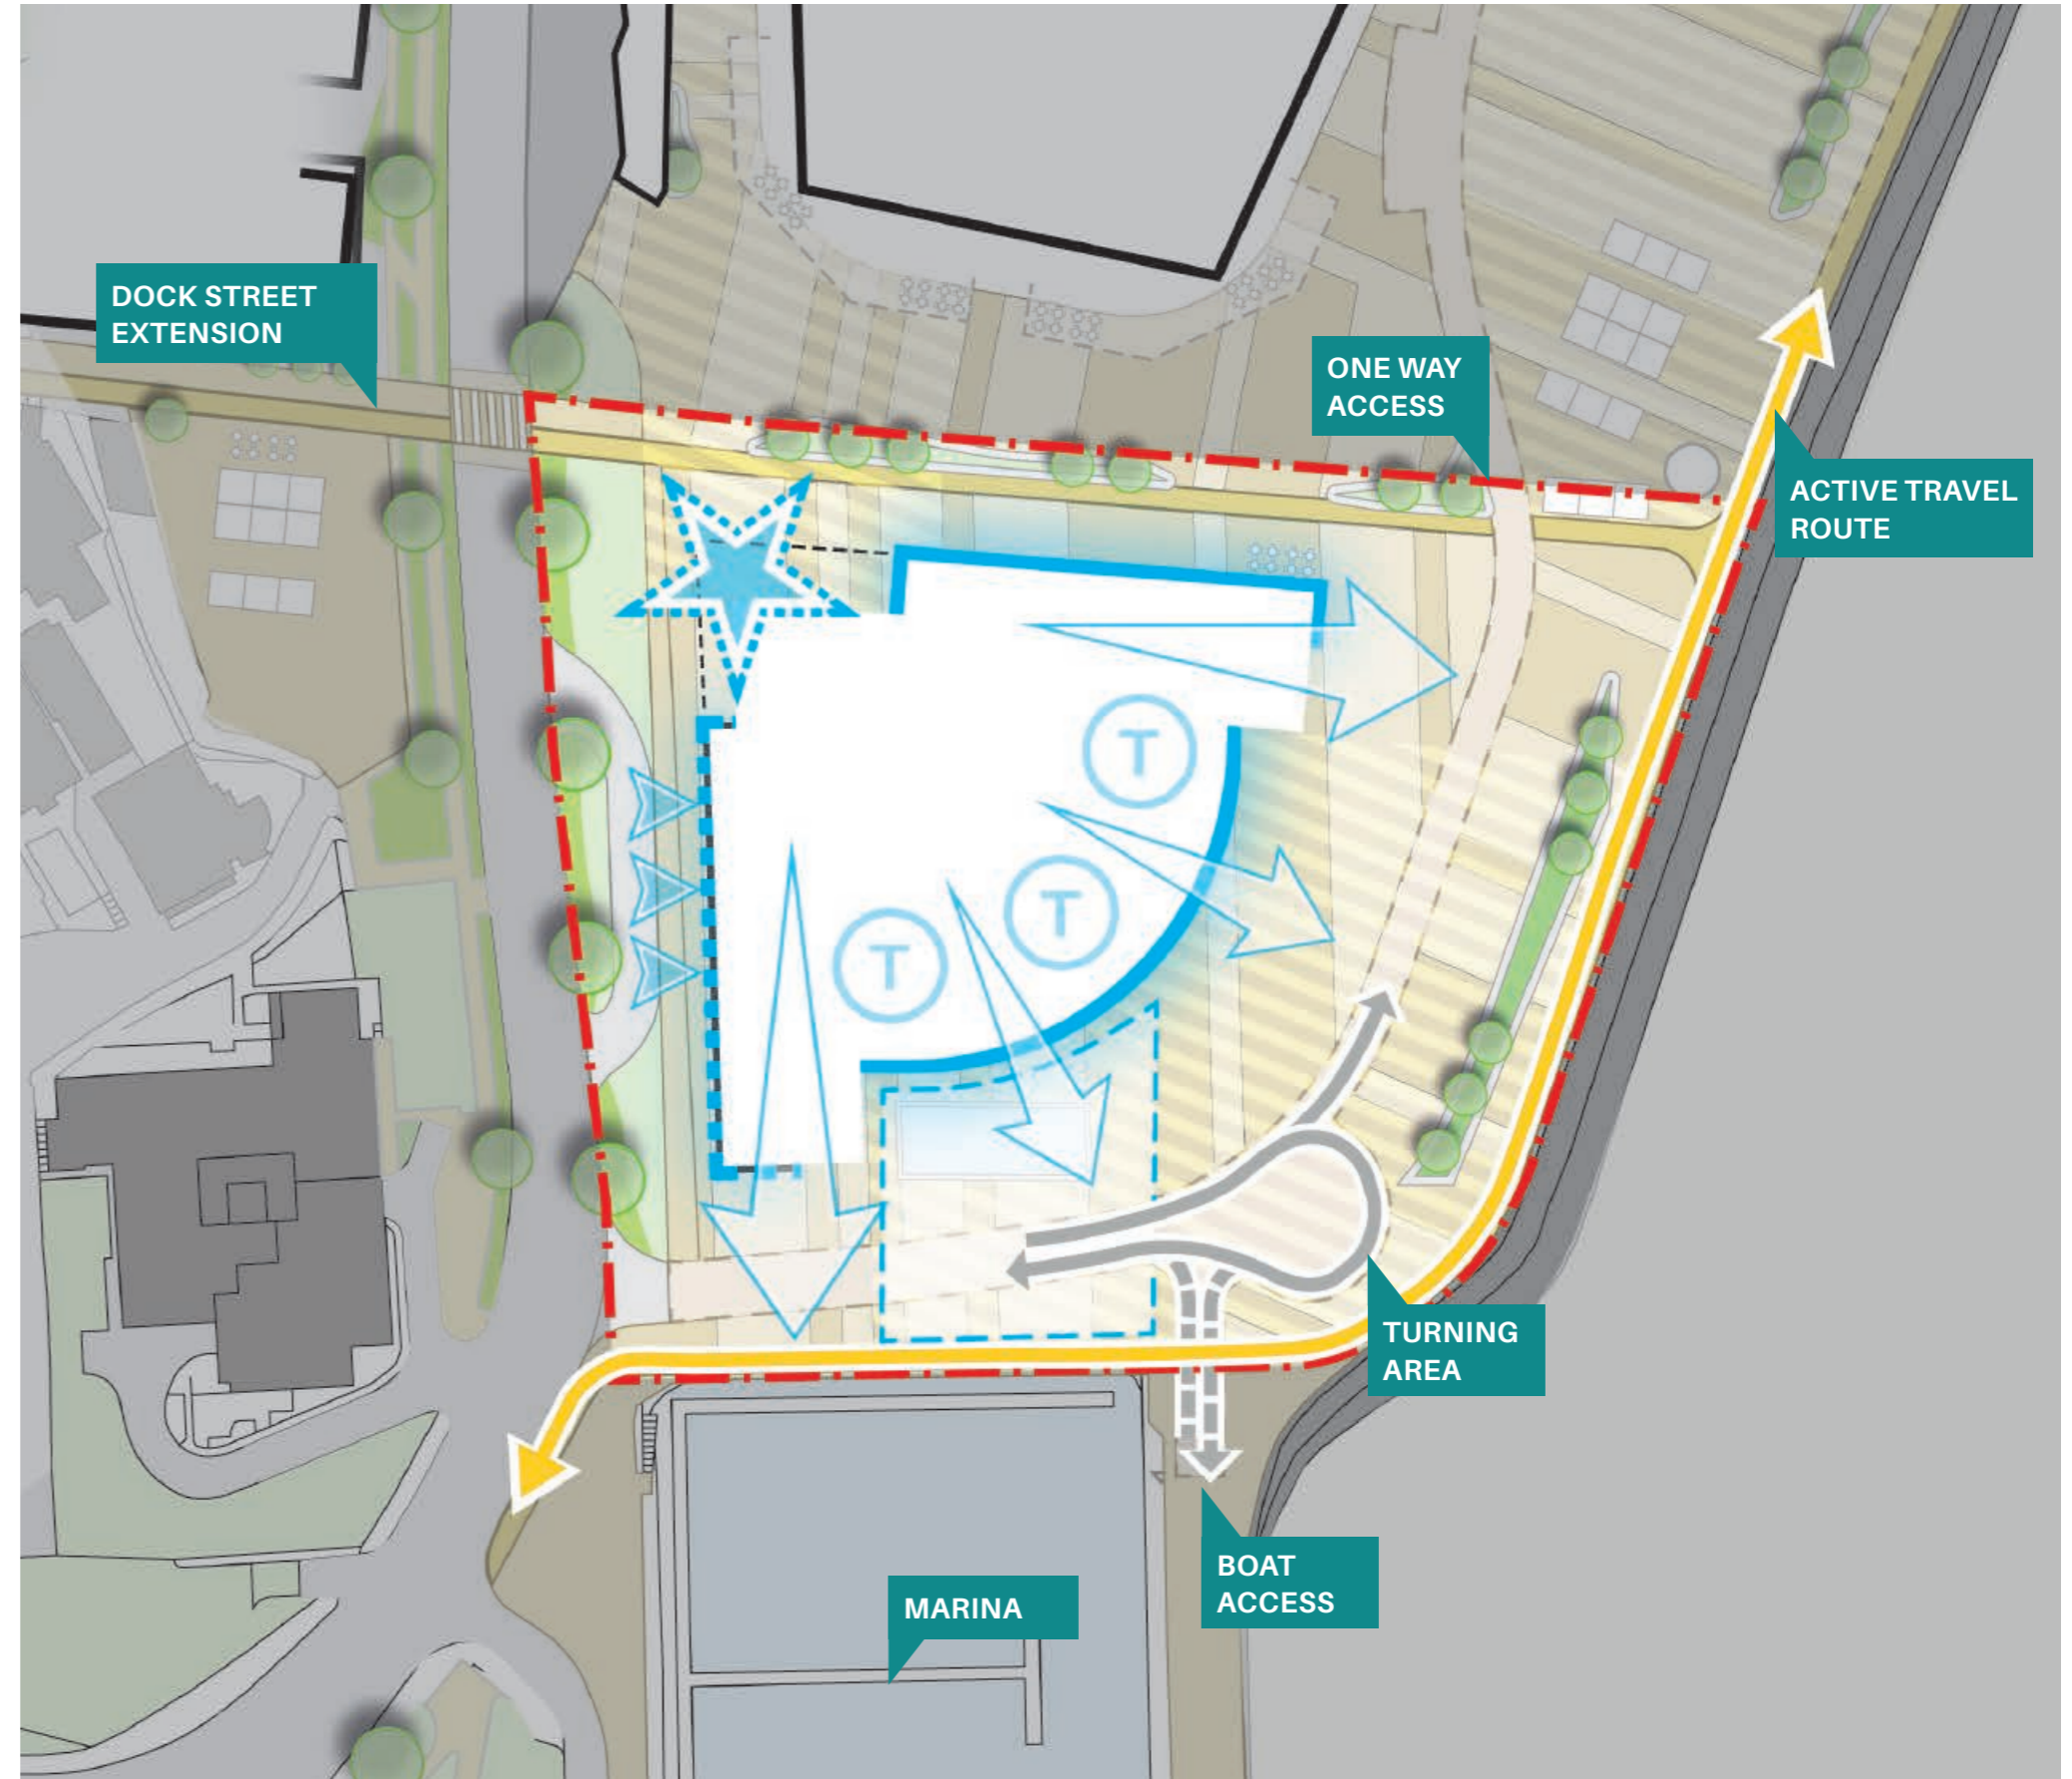 DOCK STREET
EXTENSION
ONE WAY
ACCESS
ACTIVE TRAVEL
ROUTE
T
T
T
TURNING
AREA
BOAT
ACCESS
MARINA